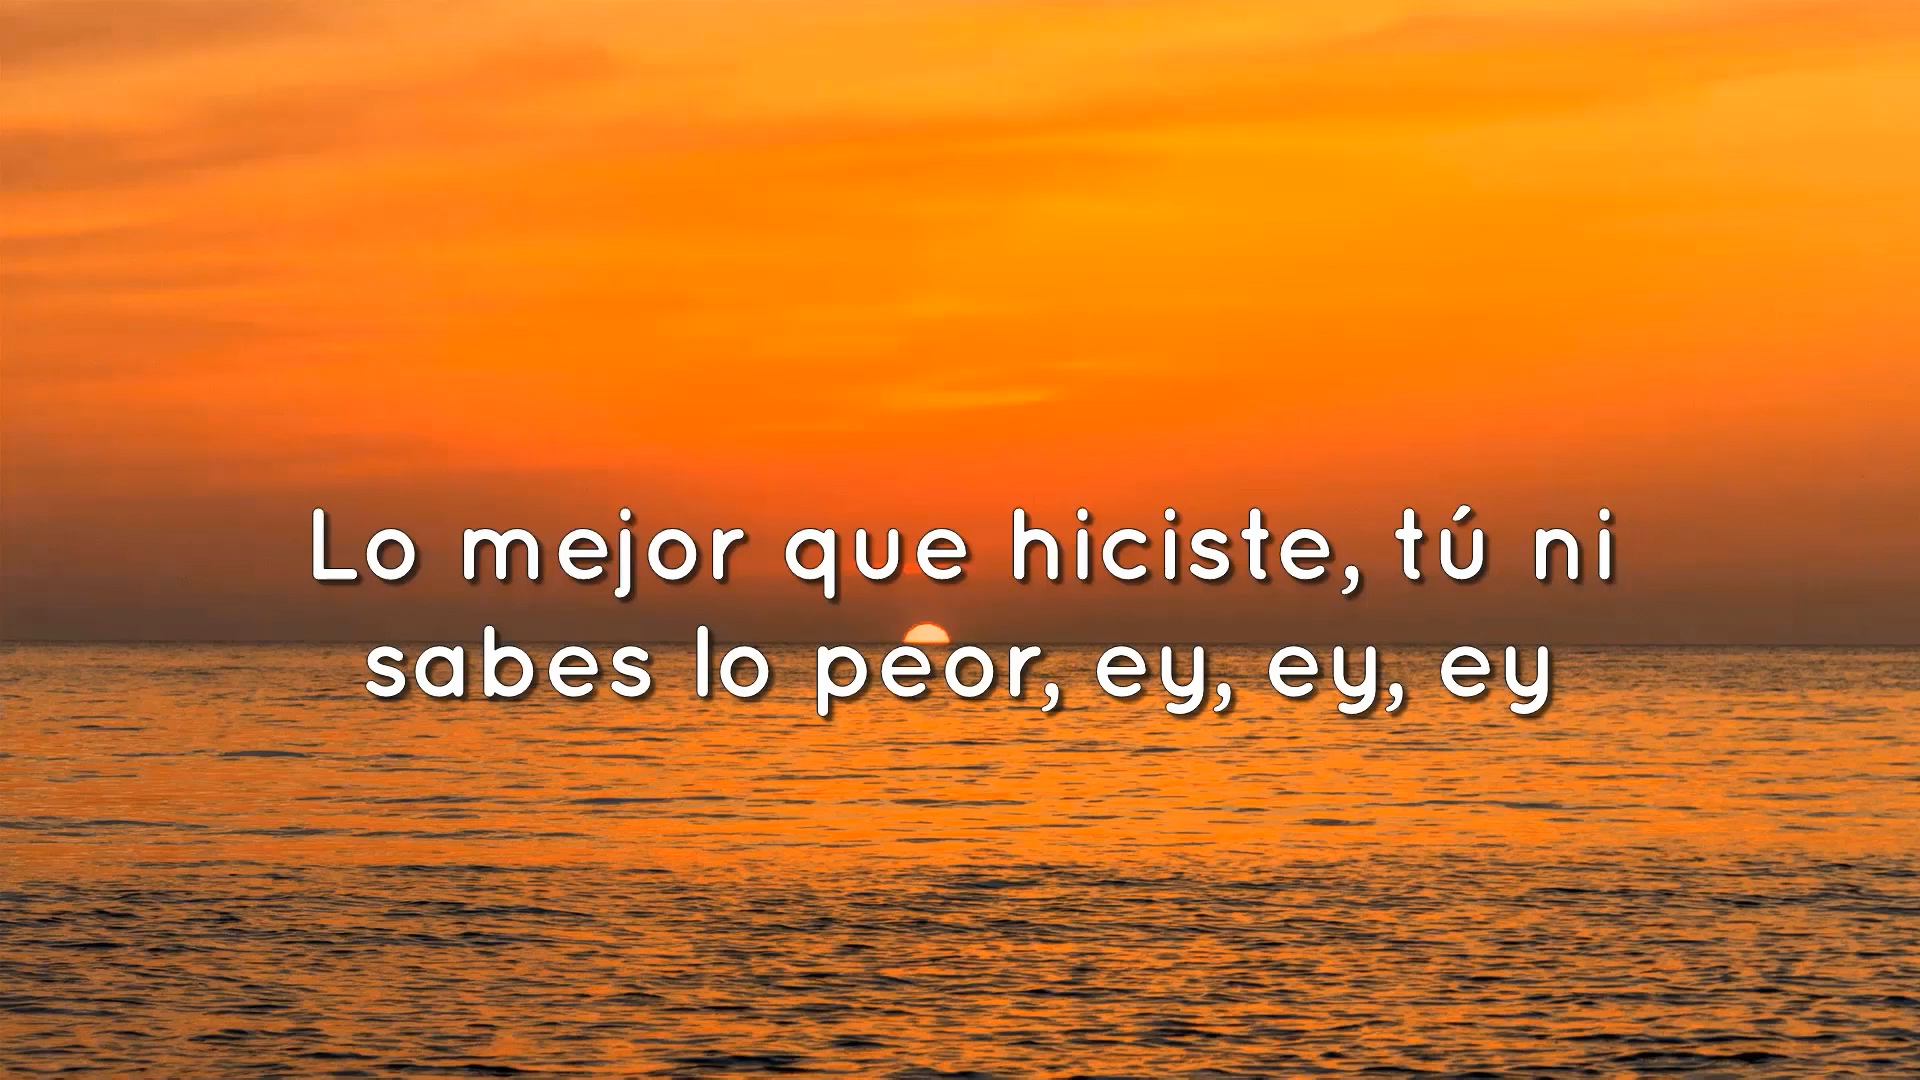 Lo mejor que hiciste, tú ni
sabes lo peor, ey, ey, ey